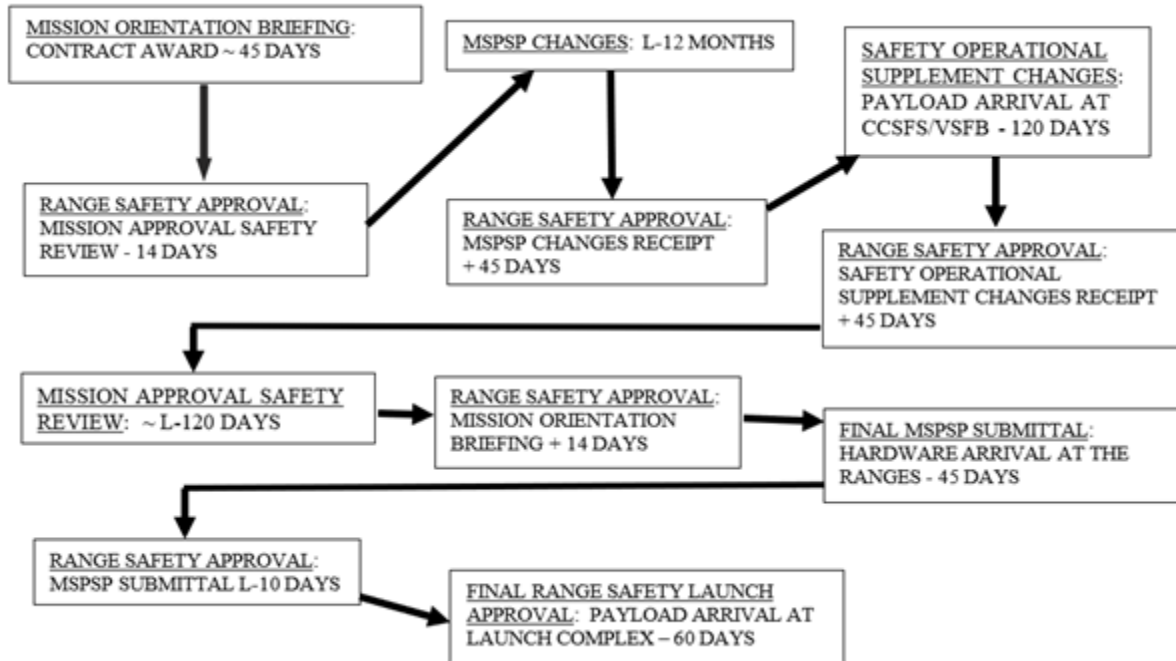 MISSION ORIENTATION BRIEFING:
CONTRACT AWARD ~ 45 DAYS
RANGE SAFETY APPROVAL:
MISSION APPROVAL SAFETY
REVIEW - 14 DAYS
MSPSP CHANGES: L-12 MONTHS
RANGE SAFETY APPROVAL:
MSPSP CHANGES RECEIPT
+ 45 DAYS
SAFETY OPERATIONAL
SUPPLEMENT CHANGES:
PAYLOAD ARRIVAL AT
CCSFS/VSFB - 120 DAYS
RANGE SAFETY APPROVAL:
SAFETY OPERATIONAL
SUPPLEMENT CHANGES RECEIPT
+ 45 DAYS
MISSION APPROVAL SAFETY
REVIEW: ~ L-120 DAYS
RANGE SAFETY APPROVAL:
MISSION ORIENTATION
BRIEFING + 14 DAYS
FINAL MSPSP SUBMITTAL:
HARDWARE ARRIVAL AT THE
RANGES - 45 DAYS
RANGE SAFETY APPROVAL:
MSPSP SUBMITTAL L-10 DAYS
FINAL RANGE SAFETY LAUNCH
APPROVAL: PAYLOAD ARRIVAL AT
LAUNCH COMPLEX – 60 DAYS